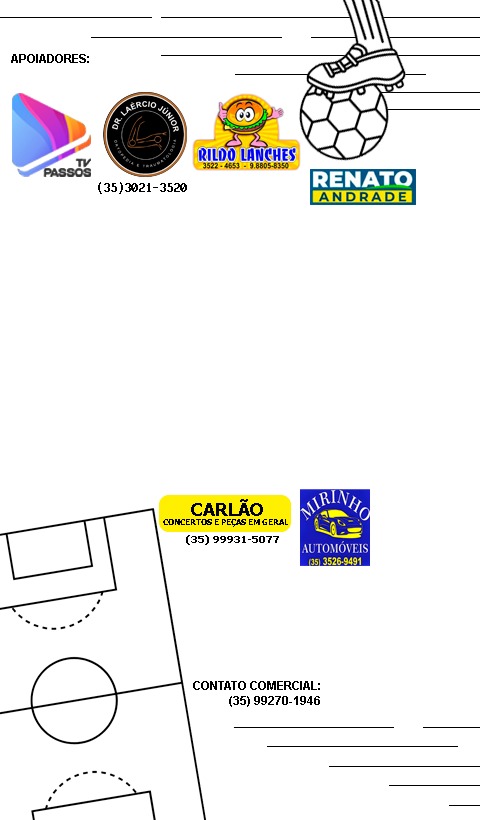 APOIADORES:
TV
PASSOS
DR. LAÉRCIO JÚNIOR
ORTOPEDIA E TRAUMATOLOGIA
(35)3021-3520
RILDO LANCHES
3522 - 4653 - 9.8805-8350
RENATO
ANDRADE
CARLÃO
CONCERTOS E PEÇAS EM GERAL
(35) 99931-5077
MIRINHO
AUTOMÓVEIS
(35) 3526-9491
CONTATO COMERCIAL:
(35) 99270-1946